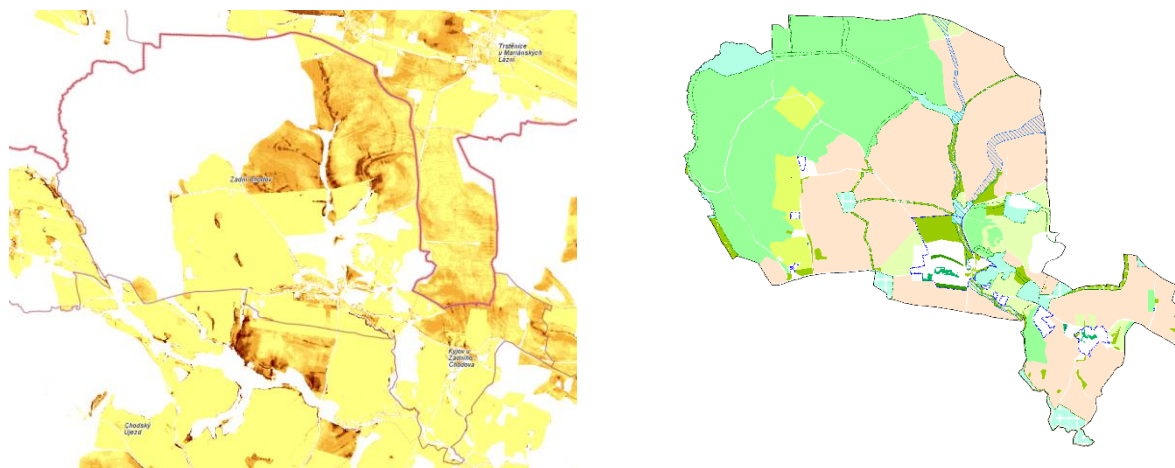 Trstěnice
u Mariánských
Lázní
Zadní Chodov
Kyjov u
Zadního
Chodova
Chodský
Újezd